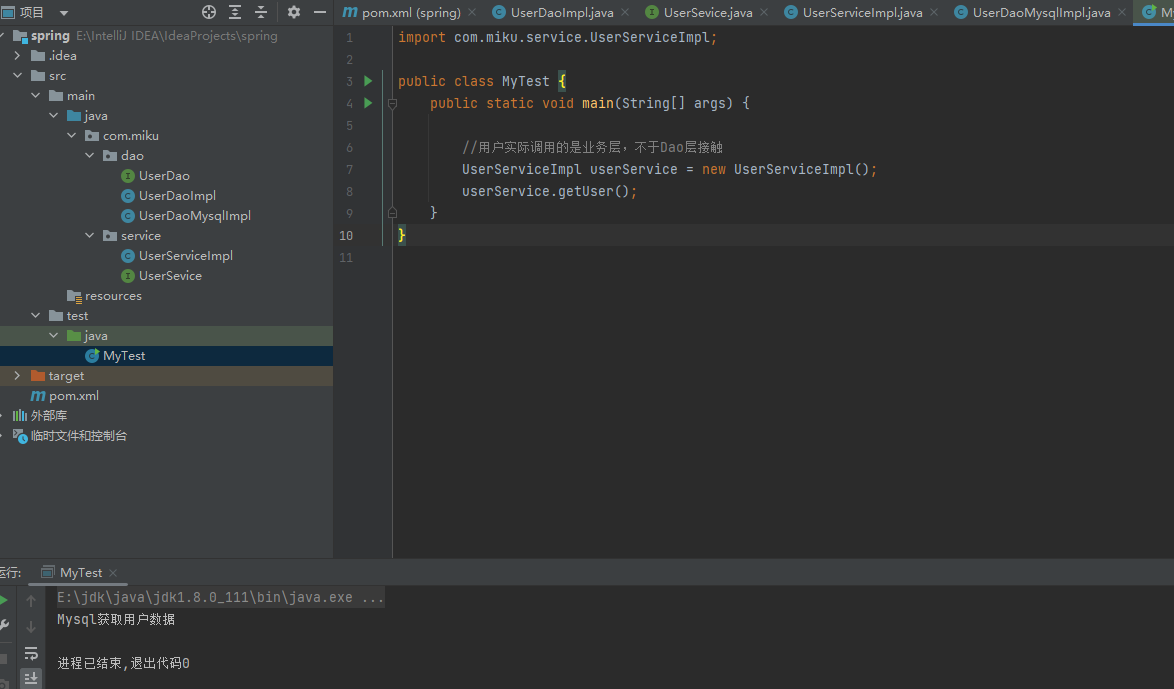 项目
pom.xml (spring)
UserDaoImpl.java
UserSevice.java
UserServiceImpl.java
UserDaoMysqlImpl.java
spring E:\IntelliJ IDEA\IdeaProjects\spring
.idea
src
main
java
com.miku
dao
UserDao
UserDaoImpl
UserDaoMysqlImpl
service
UserServiceImpl
UserSevice
resources
test
java
MyTest
target
pom.xml
外部库
临时文件和控制台
1 import com.miku.service.UserServiceImpl;
2
3 public class MyTest {
4 public static void main(String[] args) {
5
6 //用户实际调用的是业务层，不于Dao层接触
7 UserServiceImpl userService = new UserServiceImpl();
8 userService.getUser();
9 }
10 }
11
运行: MyTest
E:\jdk\java\jdk1.8.0_111\bin\java.exe ...
Mysql获取用户数据
进程已结束,退出代码0